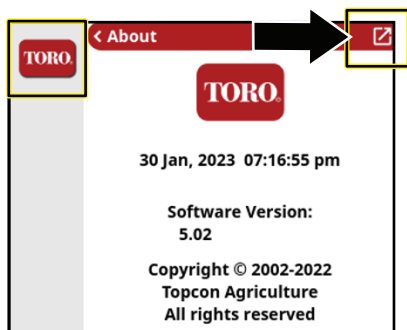 TORO.
< About
TORO.
30 Jan, 2023 07:16:55 pm
Software Version:
5.02
Copyright © 2002-2022
Topcon Agriculture
All rights reserved